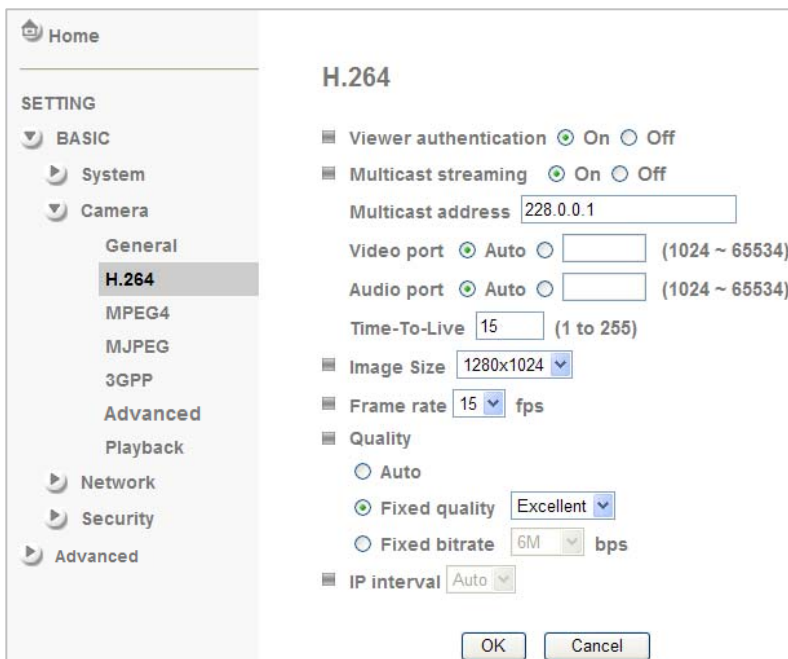 Home
SETTING
BASIC
System
Camera
General
H.264
MPEG4
MJPEG
3GPP
Advanced
Playback
Network
Security
Advanced
H.264
Viewer authentication On Off
Multicast streaming On Off
Multicast address 228.0.0.1
Video port Auto (1024 ~ 65534)
Audio port Auto (1024 ~ 65534)
Time-To-Live 15 (1 to 255)
Image Size 1280x1024
Frame rate 15 fps
Quality
Auto
Fixed quality Excellent
Fixed bitrate 6M bps
IP interval Auto
OK Cancel